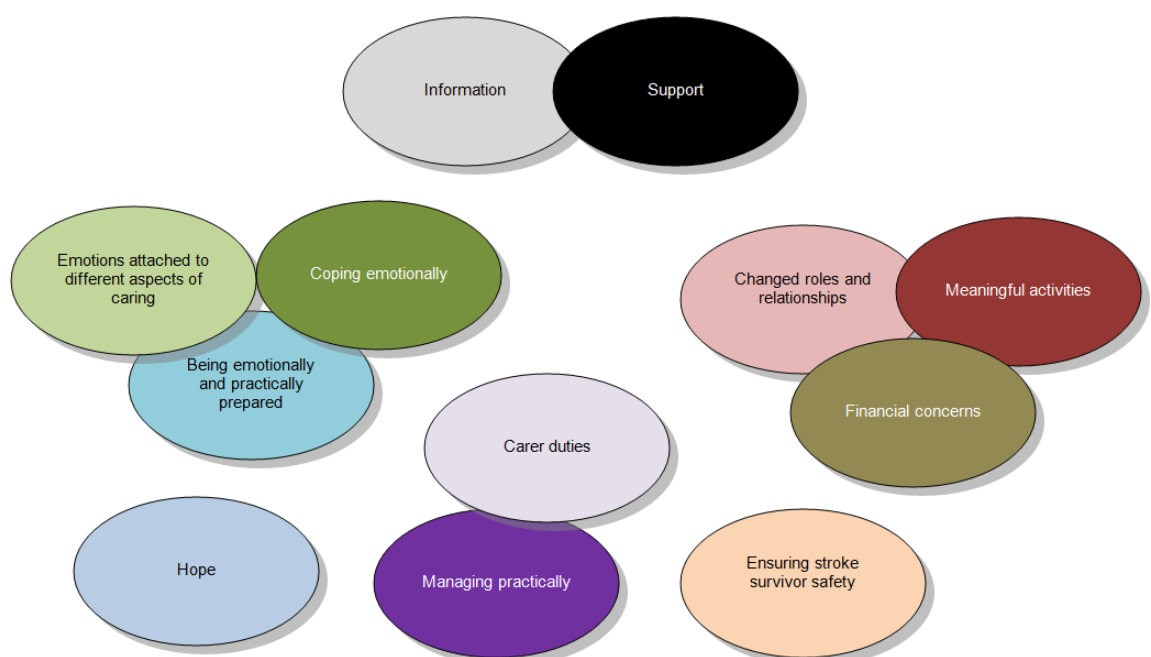 Information
Support
Emotions attached to
different aspects of
caring
Coping emotionally
Changed roles and
relationships
Meaningful activities
Being emotionally
and practically
prepared
Financial concerns
Carer duties
Hope
Managing practically
Ensuring stroke
survivor safety